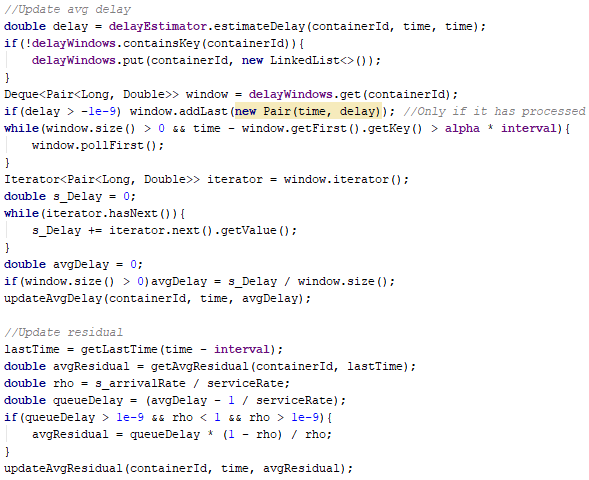 //Update avg delay
double delay = delayEstimator.estimateDelay(containerId, time, time);
if(!delayWindows.containsKey(containerId)){
    delayWindows.put(containerId, new LinkedList<>());
}
Deque<Pair<Long, Double>> window = delayWindows.get(containerId);
if(delay > -1e-9) window.addLast(new Pair(time, delay)); //Only if it has processed
while(window.size() > 0 && time - window.getFirst().getKey() > alpha * interval){
    window.pollFirst();
}
Iterator<Pair<Long, Double>> iterator = window.iterator();
double s_Delay = 0;
while(iterator.hasNext()){
    s_Delay += iterator.next().getValue();
}
double avgDelay = 0;
if(window.size() > 0)avgDelay = s_Delay / window.size();
updateAvgDelay(containerId, time, avgDelay);

//Update residual
lastTime = getLastTime(time - interval);
double avgResidual = getAvgResidual(containerId, lastTime);
double rho = s_arrivalRate / serviceRate;
double queueDelay = (avgDelay - 1 / serviceRate);
if(queueDelay > 1e-9 && rho < 1 && rho > 1e-9){
    avgResidual = queueDelay * (1 - rho) / rho;
}
updateAvgResidual(containerId, time, avgResidual);